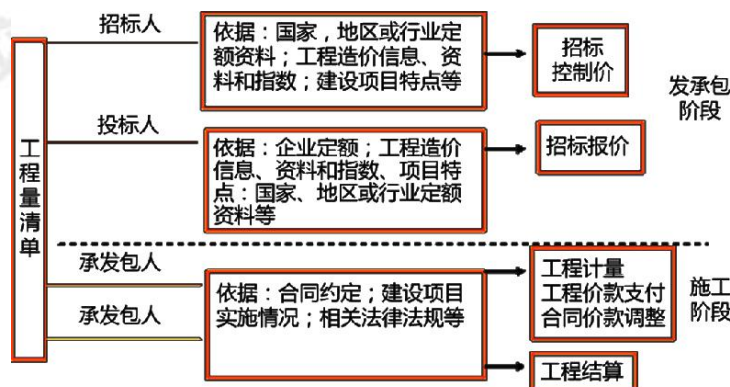 工程量清单
招标人
依据：国家，地区或行业定
额资料；工程造价信息、资
料和指数；建设项目特点等
招标
控制价
发承包
阶段
投标人
依据：企业定额；工程造价
信息、资料和指数、项目特
点：国家、地区或行业定额
资料等
招标报价
承发包人
承发包人
依据：合同约定；建设项目
实施情况；相关法律法规等
工程计量
工程价款支付
合同价款调整
施工
阶段
工程结算